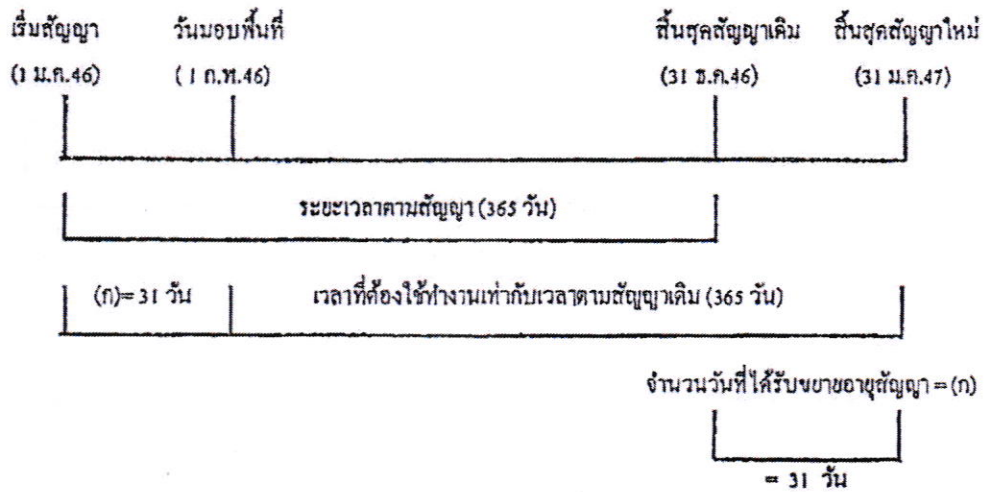 เริ่มสัญญา วันมอบพื้นที่ สิ้นสุดสัญญาเดิม สิ้นสุดสัญญาใหม่
(1 ม.ค.46) (1 ก.พ.46) (31 ธ.ค.46) (31 ม.ค.47)
ระยะเวลาตามสัญญา (365 วัน)
(ก)= 31 วัน เวลาที่ต้องใช้ทำงานเท่ากับเวลาตามสัญญาเดิม (365 วัน)
จำนวนวันที่ได้รับขยายอายุสัญญา = (ก)
= 31 วัน